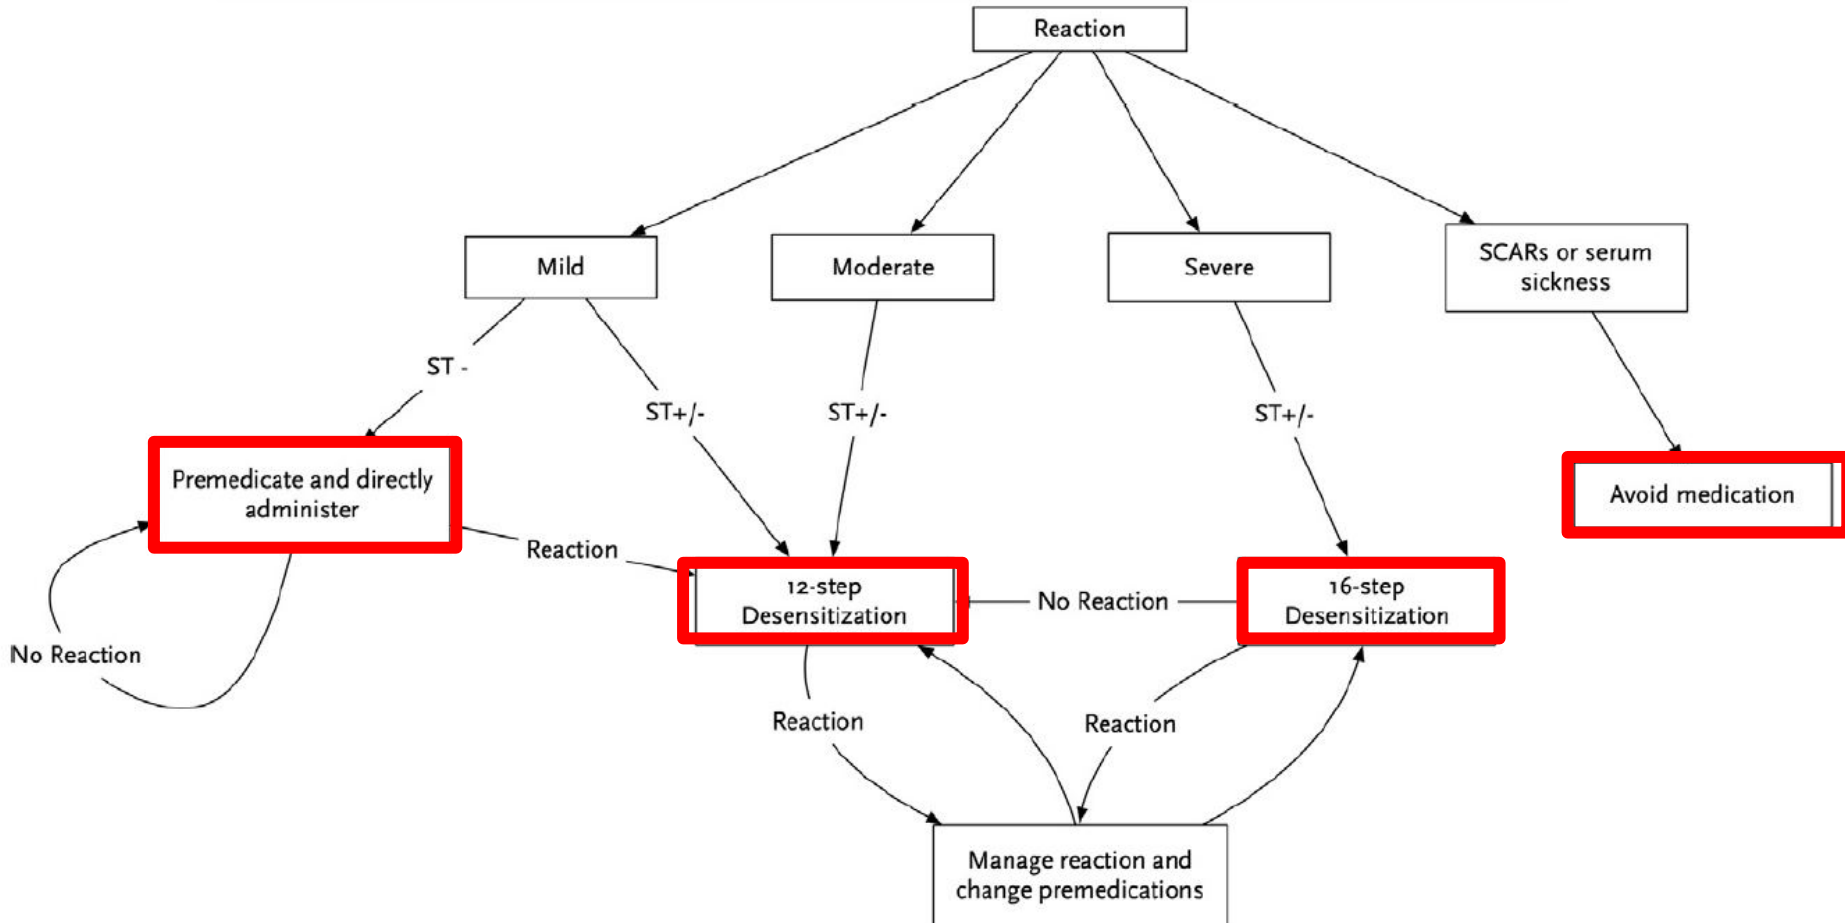 Reaction
Mild
Moderate
Severe
SCARs or serum
sickness
ST -
ST+/-
ST+/-
ST+/-
Premedicate and directly
administer
Avoid medication
Reaction
12-step
Desensitization
No Reaction
16-step
Desensitization
No Reaction
Reaction
Reaction
Manage reaction and
change premedications